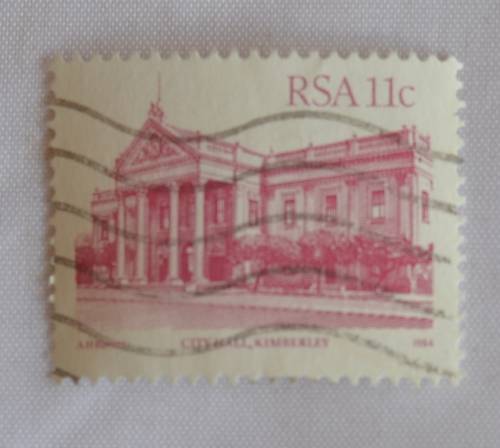 RSA 11c
CITY HALL, KIMBERLEY 1984